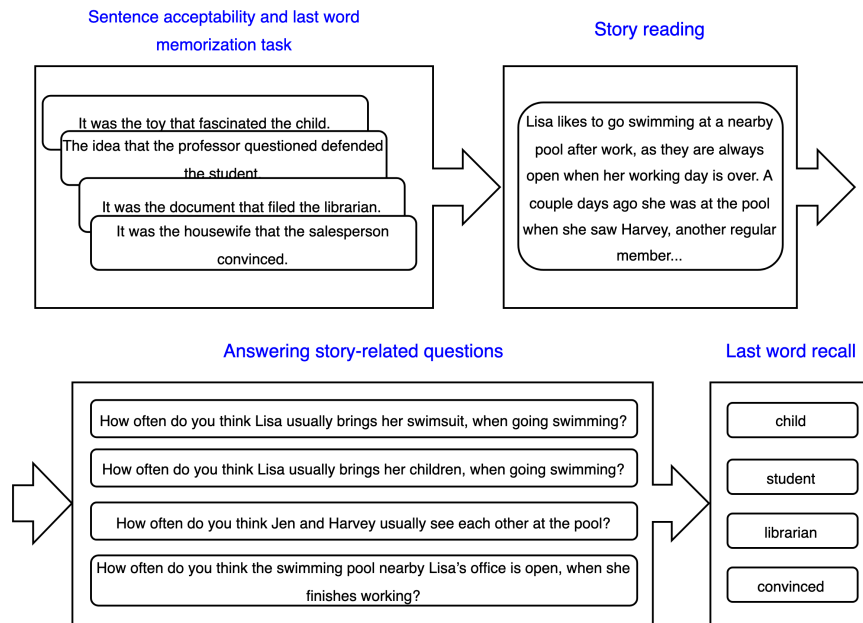 Sentence acceptability and last word
memorization task
Story reading
It was the toy that fascinated the child.
The idea that the professor questioned defended
the student
It was the document that filed the librarian.
It was the housewife that the salesperson
convinced.
Lisa likes to go swimming at a nearby
pool after work, as they are always
open when her working day is over. A
couple days ago she was at the pool
when she saw Harvey, another regular
member...
Answering story-related questions
Last word recall
How often do you think Lisa usually brings her swimsuit, when going swimming?
How often do you think Lisa usually brings her children, when going swimming?
How often do you think Jen and Harvey usually see each other at the pool?
How often do you think the swimming pool nearby Lisa's office is open, when she
finishes working?
child
student
librarian
convinced